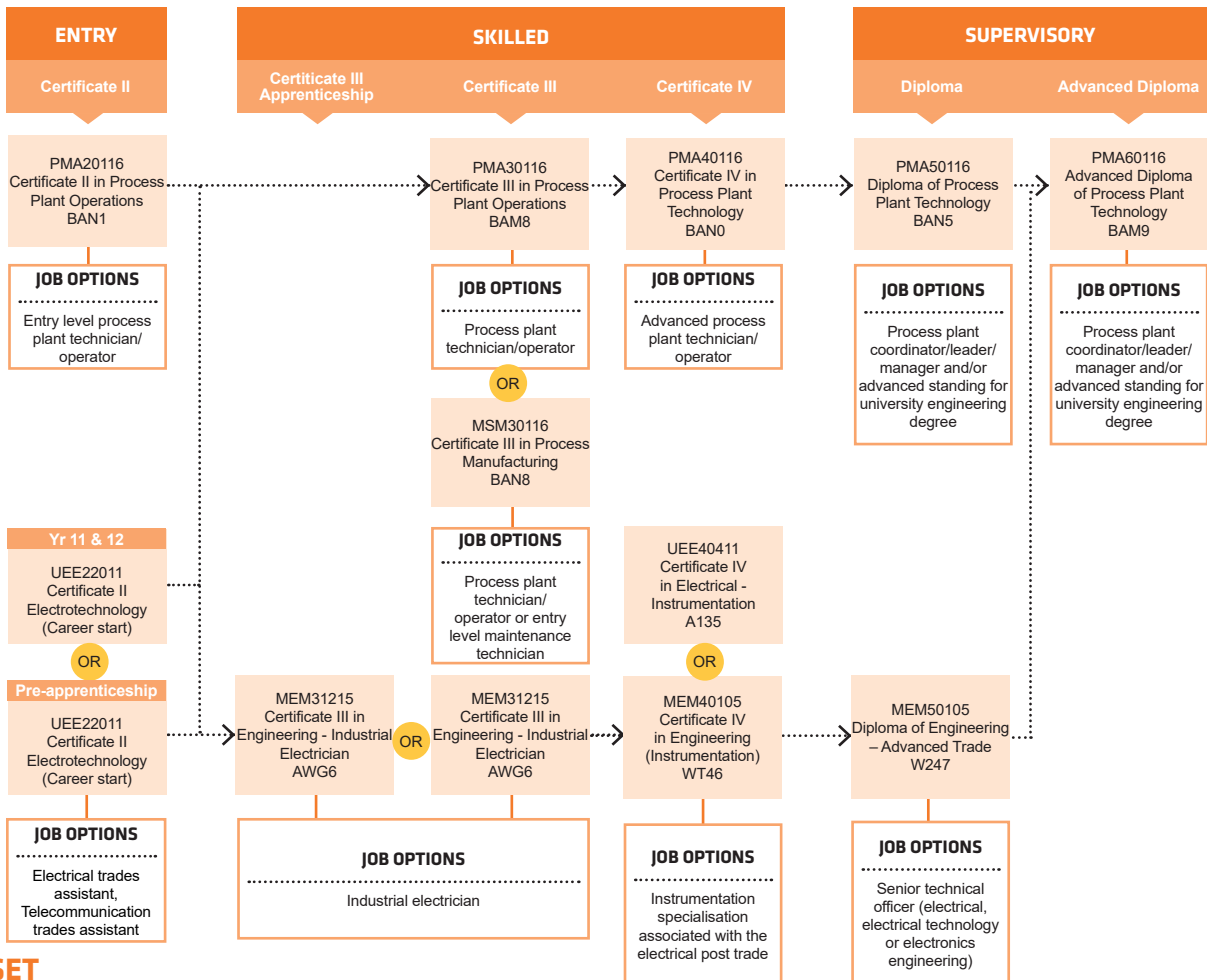 ENTRY
SKILLED
SUPERVISORY
Certificate II
Certiticate III
Apprenticeship
Certificate III
Certificate IV
Diploma
Advanced Diploma
PMA20116
Certificate II in Process
Plant Operations
BAN1
PMA30116
Certificate III in Process
Plant Operations
BAM8
PMA40116
Certificate IV in
Process Plant
Technology
BAN0
PMA50116
Diploma of Process
Plant Technology
BAN5
PMA60116
Advanced Diploma
of Process Plant
Technology
BAM9
JOB OPTIONS
Entry level process
plant technician/
operator
JOB OPTIONS
Process plant
technician/operator
JOB OPTIONS
Advanced process
plant technician/
operator
JOB OPTIONS
Process plant
coordinator/leader/
manager and/or
advanced standing for
university engineering
degree
JOB OPTIONS
Process plant
coordinator/leader/
manager and/or
advanced standing for
university engineering
degree
OR
MSM30116
Certificate III in Process
Manufacturing
BAN8
JOB OPTIONS
Process plant
technician/
operator or entry
level maintenance
technician
Yr 11 & 12
UEE22011
Certificate II
Electrotechnology
(Career start)
OR
Pre-apprenticeship
UEE22011
Certificate II
Electrotechnology
(Career start)
UEE40411
Certificate IV
in Electrical -
Instrumentation
A135
OR
MEM31215
Certificate III in
Engineering - Industrial
Electrician
AWG6
OR
MEM31215
Certificate III in
Engineering - Industrial
Electrician
AWG6
MEM40105
Certificate IV
in Engineering
(Instrumentation)
WT46
MEM50105
Diploma of Engineering
– Advanced Trade
W247
JOB OPTIONS
Electrical trades
assistant,
Telecommunication
trades assistant
JOB OPTIONS
Industrial electrician
JOB OPTIONS
Instrumentation
specialisation
associated with the
electrical post trade
JOB OPTIONS
Senior technical
officer (electrical,
electrical technology
or electronics
engineering)
SET